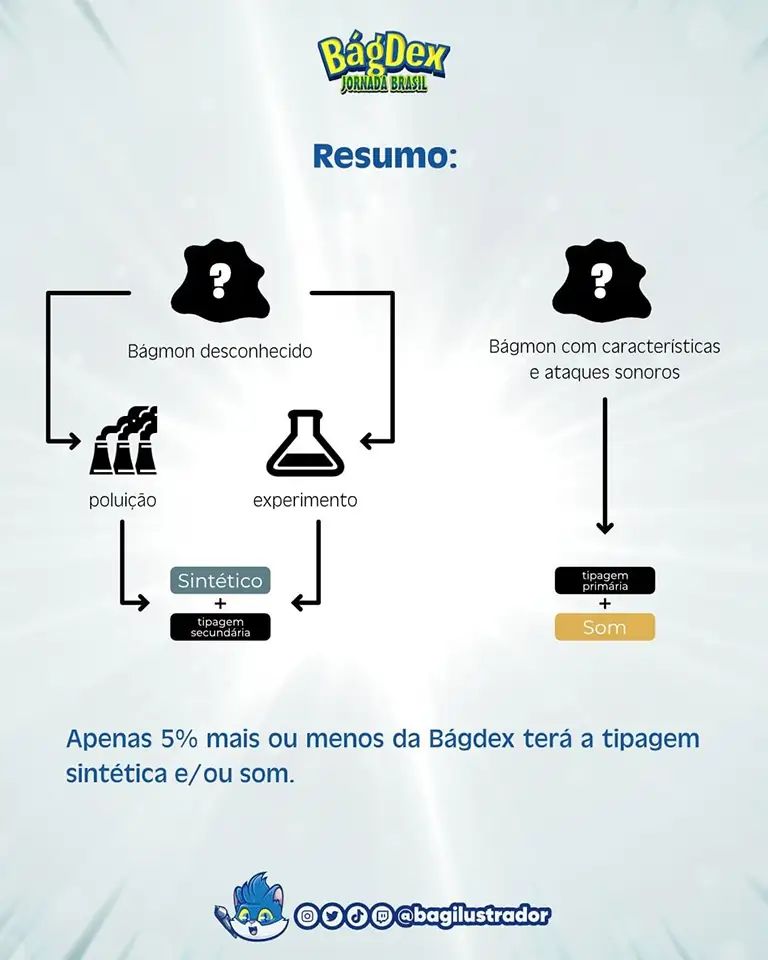 BágDex
JORNADA BRASIL
Resumo:
?
Bágmon desconhecido
poluição
experimento
Sintético
+
tipagem
secundária
?
Bágmon com características
e ataques sonoros
tipagem
primária
+
Som
Apenas 5% mais ou menos da Bágdex terá a tipagem
sintética e/ou som.
@bagilustrador